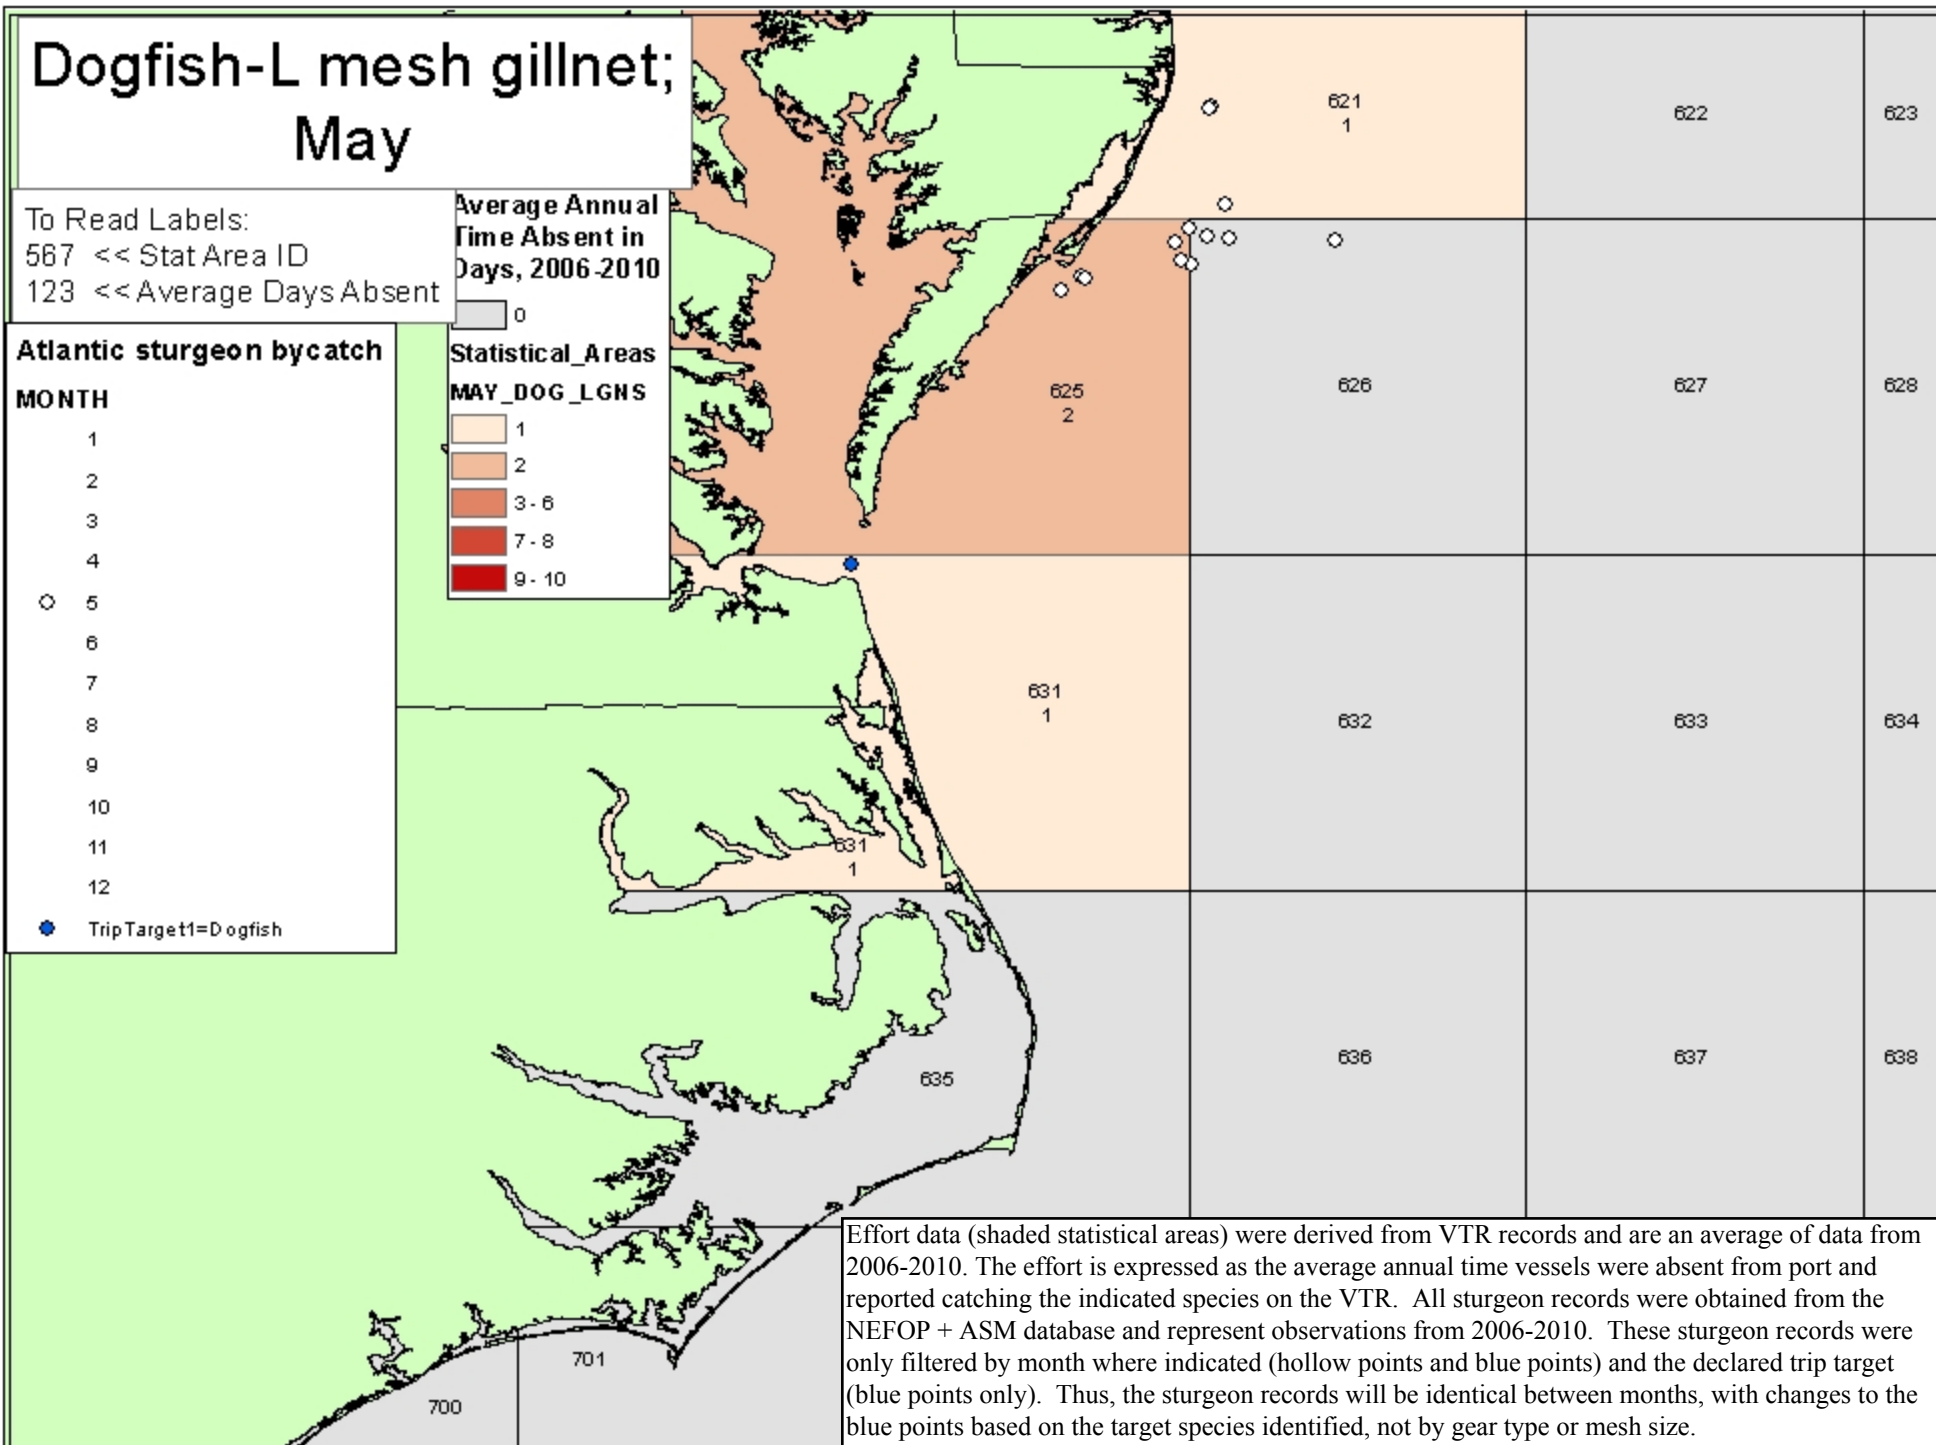 Dogfish-L mesh gillnet;
May
To Read Labels:
567 << Stat Area ID
123 << Average Days Absent
Average Annual
Time Absent in
Days, 2006-2010
0
Statistical_Areas
MAY_DOG_LGNS
1
2
3 - 6
7 - 8
9 - 10
Atlantic sturgeon bycatch
MONTH
1
2
3
4
5
6
7
8
9
10
11
12
TripTarget1=Dogfish
621
1
622
623
625
2
626
627
628
631
1
632
633
634
631
1
635
636
637
638
701
700
Effort data (shaded statistical areas) were derived from VTR records and are an average of data from
2006-2010. The effort is expressed as the average annual time vessels were absent from port and
reported catching the indicated species on the VTR. All sturgeon records were obtained from the
NEFOP + ASM database and represent observations from 2006-2010. These sturgeon records were
only filtered by month where indicated (hollow points and blue points) and the declared trip target
(blue points only). Thus, the sturgeon records will be identical between months, with changes to the
blue points based on the target species identified, not by gear type or mesh size.